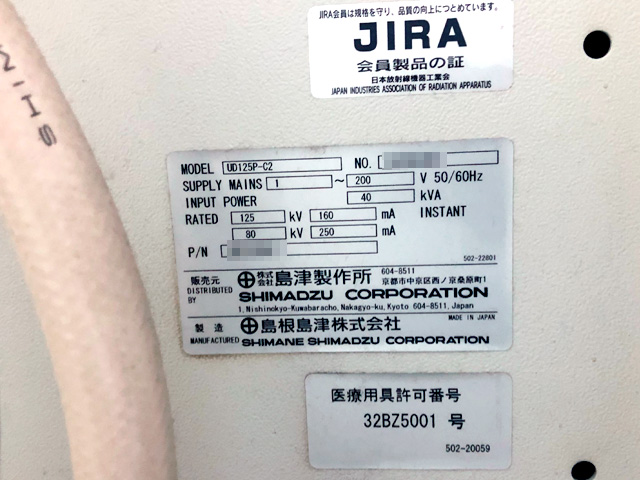 JIRA会員は規格を守り、品質の向上につとめています。
JIRA
会員製品の証
日本放射線機器工業会
JAPAN INDUSTRIES ASSOCIATION OF RADIATION APPARATUS
MODEL UD125P-C2 NO.
SUPPLY MAINS 1 ~ 200 V 50/60Hz
INPUT POWER 40 kVA
RATED 125 kV 160 mA INSTANT
80 kV 250 mA
P/N
502-22801
販売元 株式会社 島津製作所 604-8511 京都市中京区西ノ京桑原町1
DISTRIBUTED BY SHIMADZU CORPORATION
1, Nishinokyo-Kuwabaracho, Nakagyo-ku, Kyoto 604-8511, Japan
製造 島根島津株式会社 MADE IN JAPAN
MANUFACTURED SHIMANE SHIMADZU CORPORATION
医療用具許可番号
32BZ5001 号
502-20059